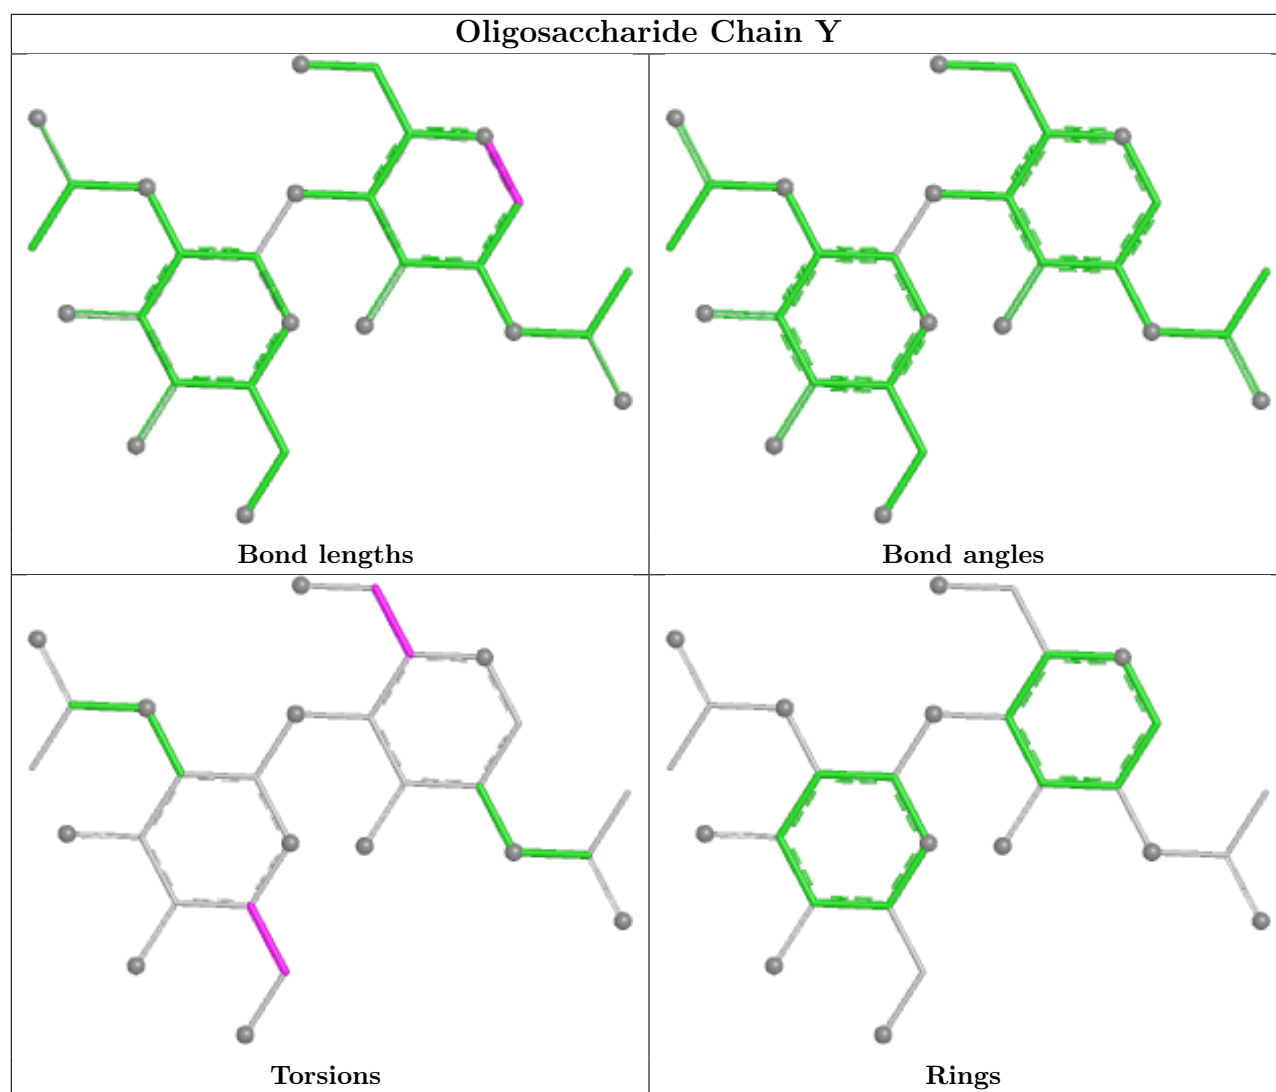 Oligosaccharide Chain Y
Bond lengths
Bond angles
Torsions
Rings